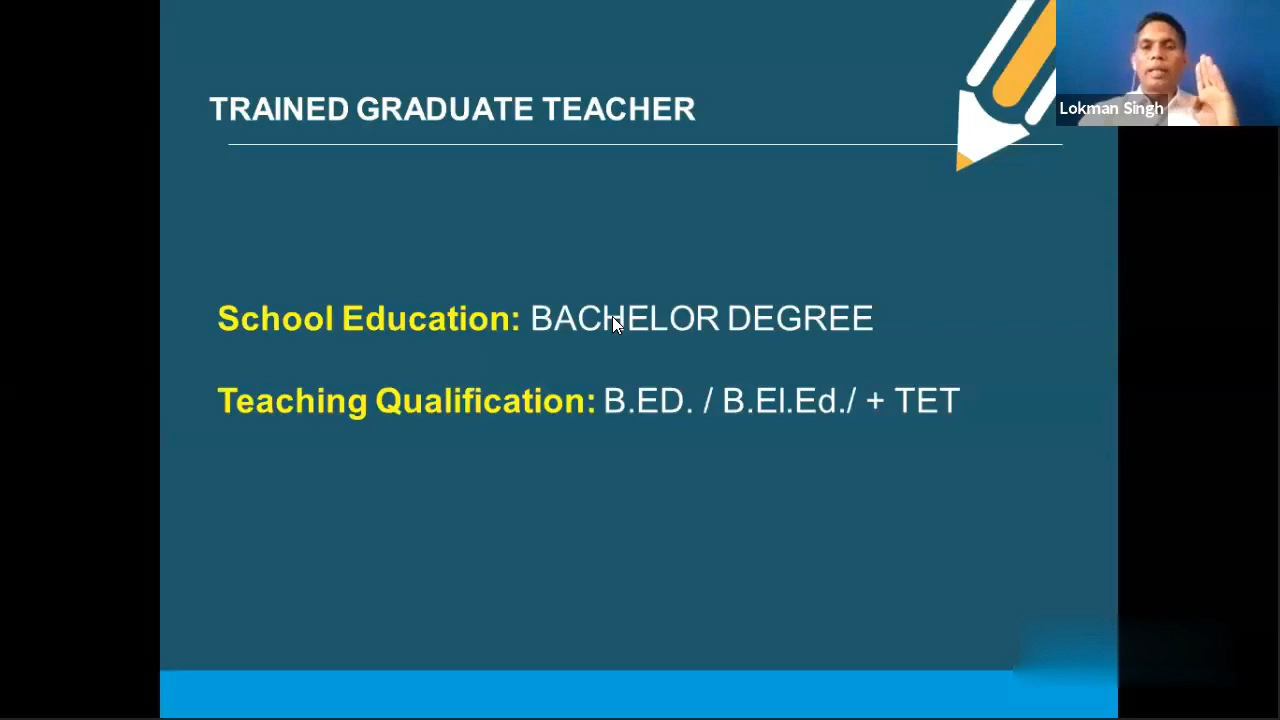 TRAINED GRADUATE TEACHER
Lokman Singh
School Education: BACHELOR DEGREE
Teaching Qualification: B.ED. / B.El.Ed./ + TET